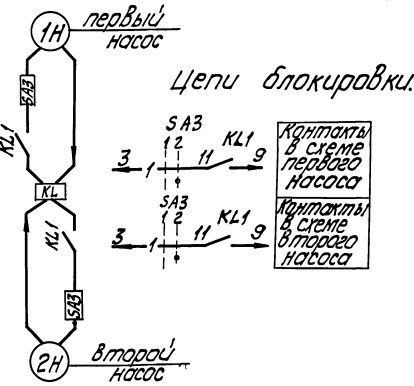 1Н
первый
насос
SA3
KL1
KL
KL1
SA3
2Н
второй
насос
Цепи блокировки.
SA3
1 2
KL1
3 1 11 9
Контакты
в схеме
первого
насоса
SA3
1 2
KL1
3 1 11 9
Контакты
в схеме
второго
насоса